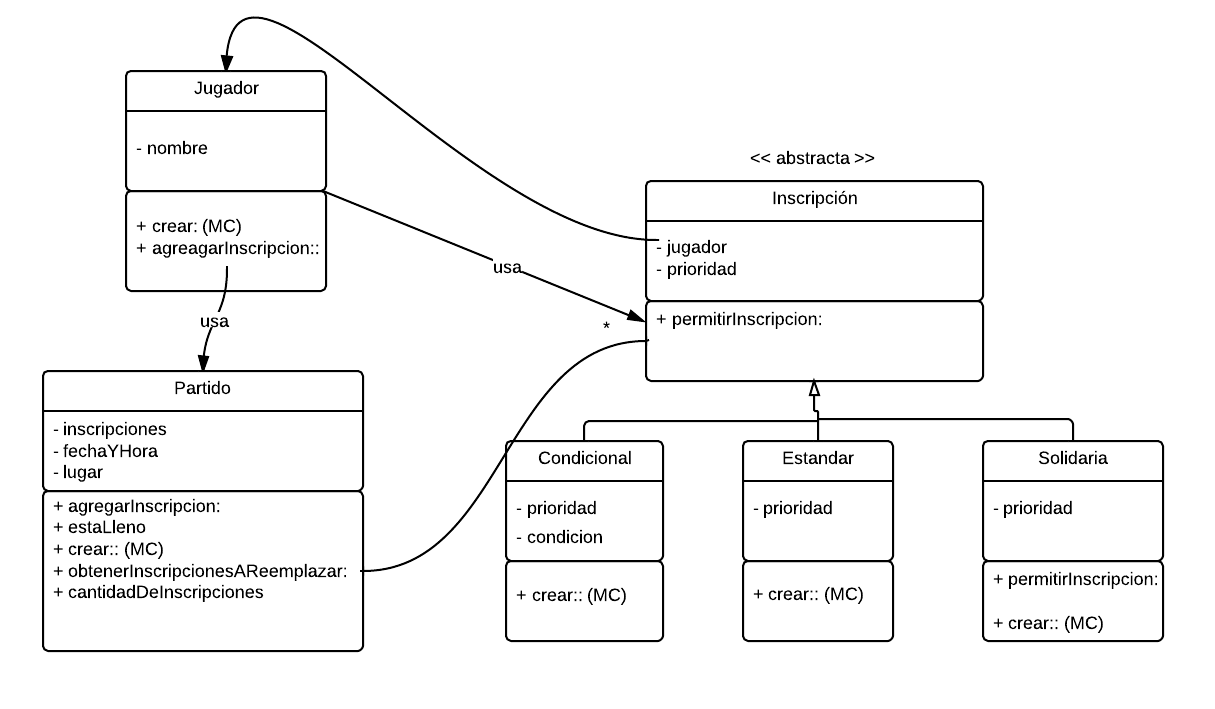 Jugador
- nombre
+ crear: (MC)
+ agreagarInscripcion::
usa
usa
*
<< abstracta >>
Inscripción
- jugador
- prioridad
+ permitirInscripcion:
Partido
- inscripciones
- fechaYHora
- lugar
+ agregarInscripcion:
+ estaLleno
+ crear:: (MC)
+ obtenerInscripcionesAReemplazar:
+ cantidadDeInscripciones
Condicional
- prioridad
- condicion
+ crear:: (MC)
Estandar
- prioridad
+ crear:: (MC)
Solidaria
- prioridad
+ permitirInscripcion:
+ crear:: (MC)